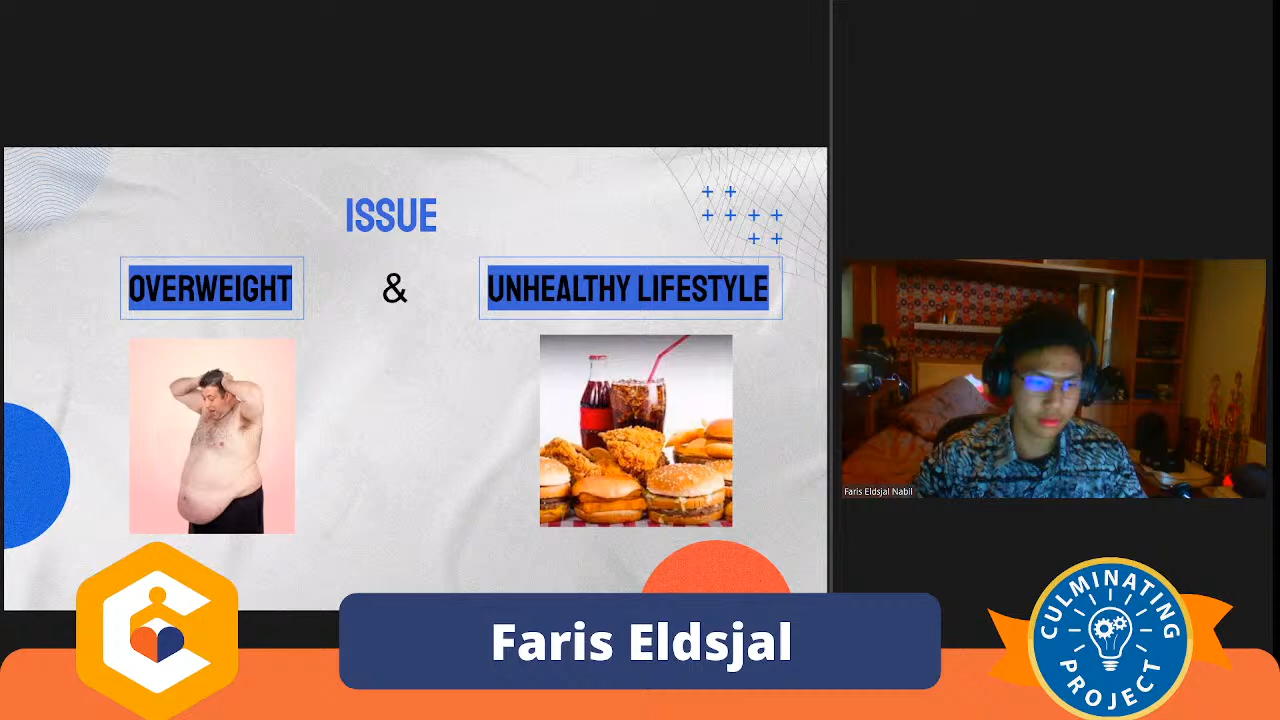 ISSUE
OVERWEIGHT & UNHEALTHY LIFESTYLE
Faris Eldsjal Nabil
Faris Eldsjal
CULMINATING
PROJECT